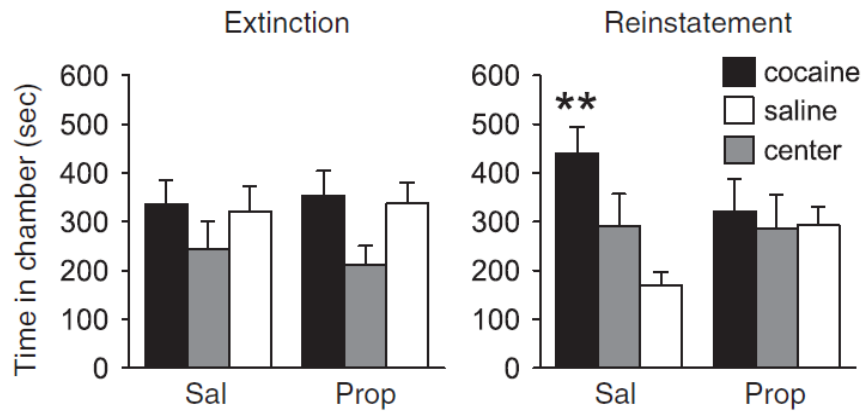 Extinction
Reinstatement
Time in chamber (sec)
600
500
400
300
200
100
0
Sal
Prop
600
500
400
300
200
100
0
**
cocaine
saline
center
Sal
Prop